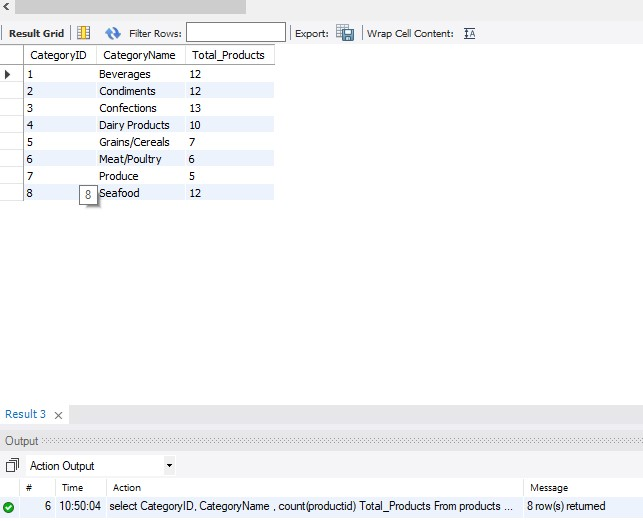 Result Grid Filter Rows: Export: Wrap Cell Content: IA
CategoryID CategoryName Total_Products
1 Beverages 12
2 Condiments 12
3 Confections 13
4 Dairy Products 10
5 Grains/Cereals 7
6 Meat/Poultry 6
7 Produce 5
8 8 Seafood 12
Result 3
Output
Action Output
# Time Action Message
6 10:50:04 select CategoryID, CategoryName , count(productid) Total_Products From products ... 8 row(s) returned